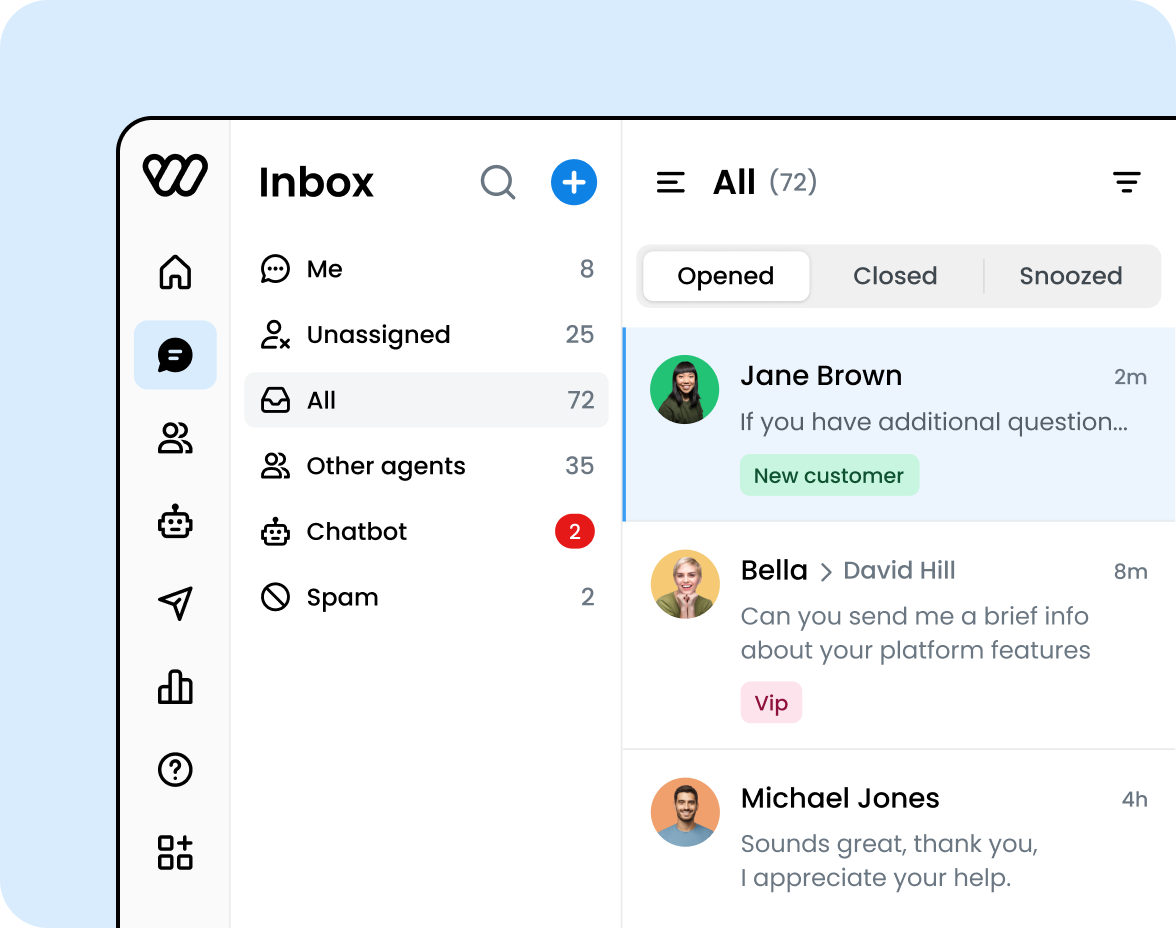 Inbox
Me 8
Unassigned 25
All 72
Other agents 35
Chatbot 2
Spam 2
All (72)
Opened Closed Snoozed
Jane Brown 2m
If you have additional question...
New customer
Bella > David Hill 8m
Can you send me a brief info
about your platform features
Vip
Michael Jones 4h
Sounds great, thank you,
I appreciate your help.